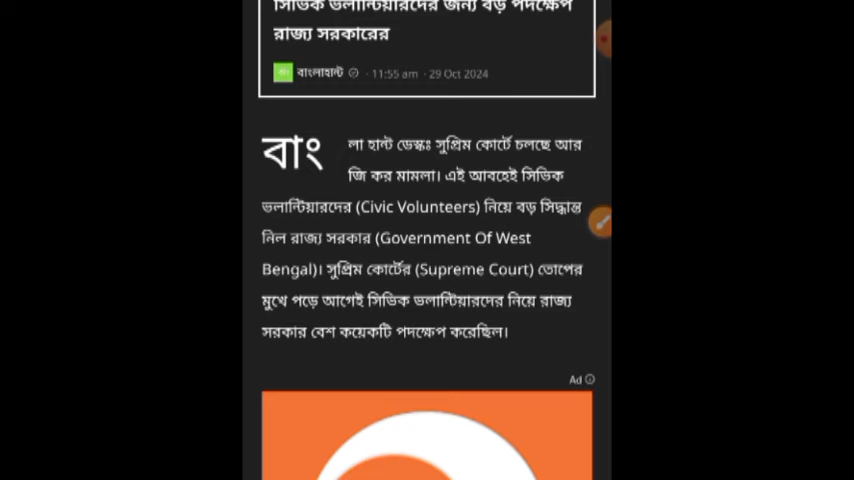 সিভিক ভলান্টিয়ারদের জন্য বড় পদক্ষেপ
রাজ্য সরকারের
বাংলাহান্ট · 11:55 am · 29 Oct 2024
বাংলা হান্ট ডেস্কঃ সুপ্রিম কোর্টে চলছে আর
জি কর মামলা। এই আবহেই সিভিক
ভলান্টিয়ারদের (Civic Volunteers) নিয়ে বড় সিদ্ধান্ত
নিল রাজ্য সরকার (Government Of West
Bengal)। সুপ্রিম কোর্টের (Supreme Court) তোপের
মুখে পড়ে আগেই সিভিক ভলান্টিয়ারদের নিয়ে রাজ্য
সরকার বেশ কয়েকটি পদক্ষেপ করেছিল।
Ad